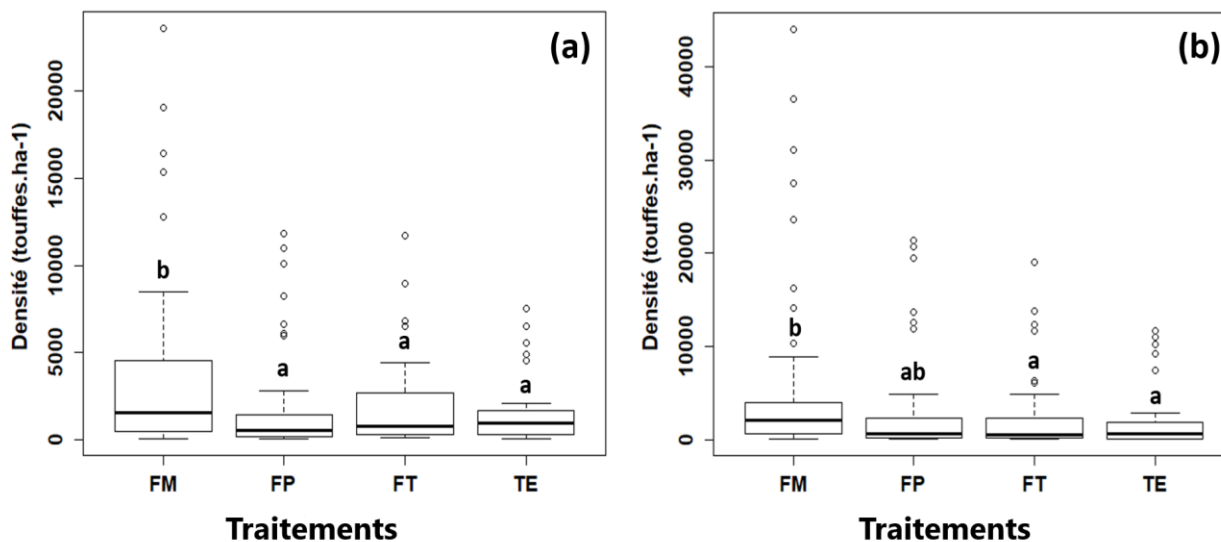 (a)
Densité (touffes.ha-1)
20000
15000
10000
5000
0
b
a
a
a
FM FP FT TE
Traitements
(b)
Densité (touffes.ha-1)
40000
30000
20000
10000
0
b
ab
a
a
FM FP FT TE
Traitements